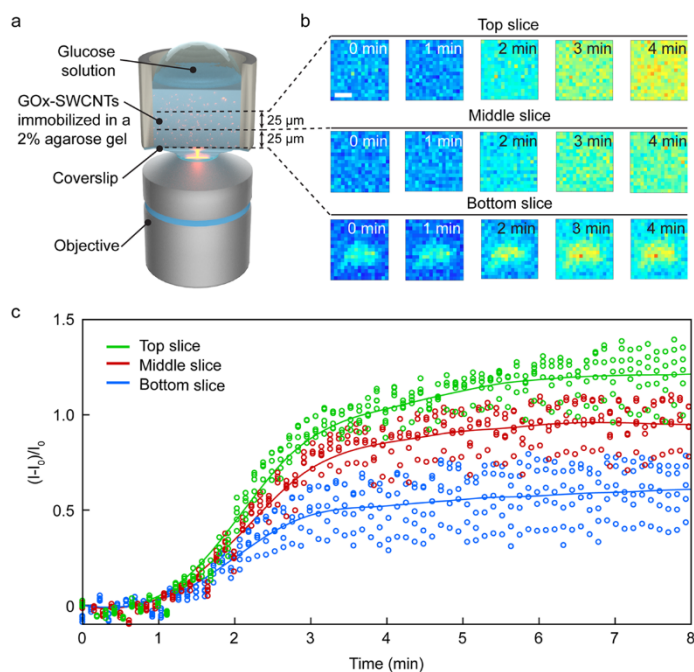 a
Glucose
solution
GOx-SWCNTs
immobilized in a
2% agarose gel
Coverslip
Objective
25 µm
25 µm
b
Top slice
0 min 1 min 2 min 3 min 4 min
Middle slice
0 min 1 min 2 min 3 min 4 min
Bottom slice
0 min 1 min 2 min 3 min 4 min
c
Top slice
Middle slice
Bottom slice
(I-I₀)/I₀
1.5
1.0
0.5
0
0 1 2 3 4 5 6 7 8
Time (min)